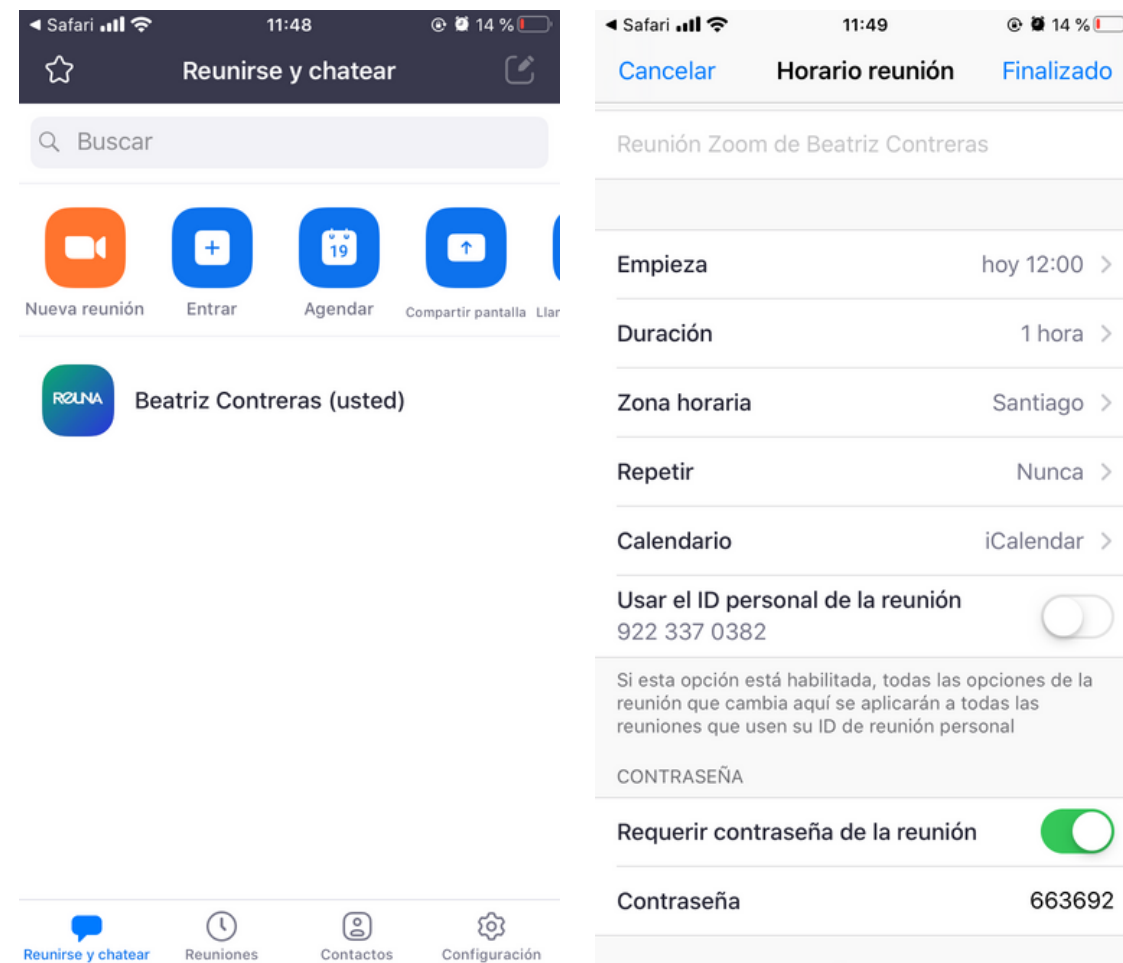 Safari
11:48
14 %
Reunirse y chatear
Buscar
19
Nueva reunión
Entrar
Agendar
Compartir pantalla
Llar
REUNA
Beatriz Contreras (usted)
Reunirse y chatear
Reuniones
Contactos
Configuración
Safari
11:49
14 %
Cancelar
Horario reunión
Finalizado
Reunión Zoom de Beatriz Contreras
Empieza
hoy 12:00
Duración
1 hora
Zona horaria
Santiago
Repetir
Nunca
Calendario
iCalendar
Usar el ID personal de la reunión
922 337 0382
Si esta opción está habilitada, todas las opciones de la
reunión que cambia aquí se aplicarán a todas las
reuniones que usen su ID de reunión personal
CONTRASEÑA
Requerir contraseña de la reunión
Contraseña
663692